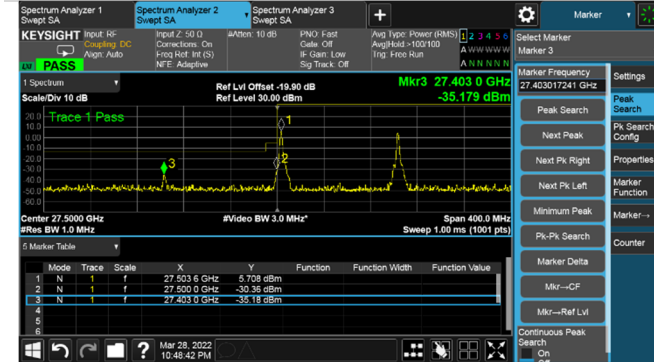 Spectrum Analyzer 1
Swept SA
Spectrum Analyzer 2
Swept SA
Spectrum Analyzer 3
Swept SA
Marker
KEYSIGHT
Input: RF
Coupling: DC
Align: Auto
Input Z: 50 Ω
Corrections: On
Freq Ref: Int (S)
NFE: Adaptive
#Atten: 10 dB
PNO: Fast
Gate: Off
IF Gain: Low
Sig Track: Off
Avg Type: Power (RMS)
Avg|Hold >100/100
Trig: Free Run
1 2 3 4 5 6
A W W W W W
A N N N N N
PASS
Select Marker
Marker 3
1 Spectrum
Scale/Div 10 dB
Ref Lvl Offset -19.90 dB
Ref Level 30.00 dBm
Mkr3 27.403 0 GHz
-35.179 dBm
Trace 1 Pass
20.0
10.0
0.00
-10.0
-20.0
-30.0
-40.0
-50.0
-60.0
1
2
3
Center 27.5000 GHz
#Res BW 1.0 MHz
#Video BW 3.0 MHz*
Span 400.0 MHz
Sweep 1.00 ms (1001 pts)
5 Marker Table
Mode Trace Scale X Y Function Function Width Function Value
1 N 1 f 27.503 6 GHz 5.708 dBm
2 N 1 f 27.500 0 GHz -30.36 dBm
3 N 1 f 27.403 0 GHz -35.18 dBm
4
5
6
Mar 28, 2022
10:48:42 PM
Marker Frequency
27.403017241 GHz
Peak Search
Next Peak
Next Pk Right
Next Pk Left
Minimum Peak
Pk-Pk Search
Marker Delta
Mkr→CF
Mkr→Ref Lvl
Continuous Peak
Search
On
Off
Settings
Peak
Search
Pk Search
Config
Properties
Marker
Function
Marker→
Counter